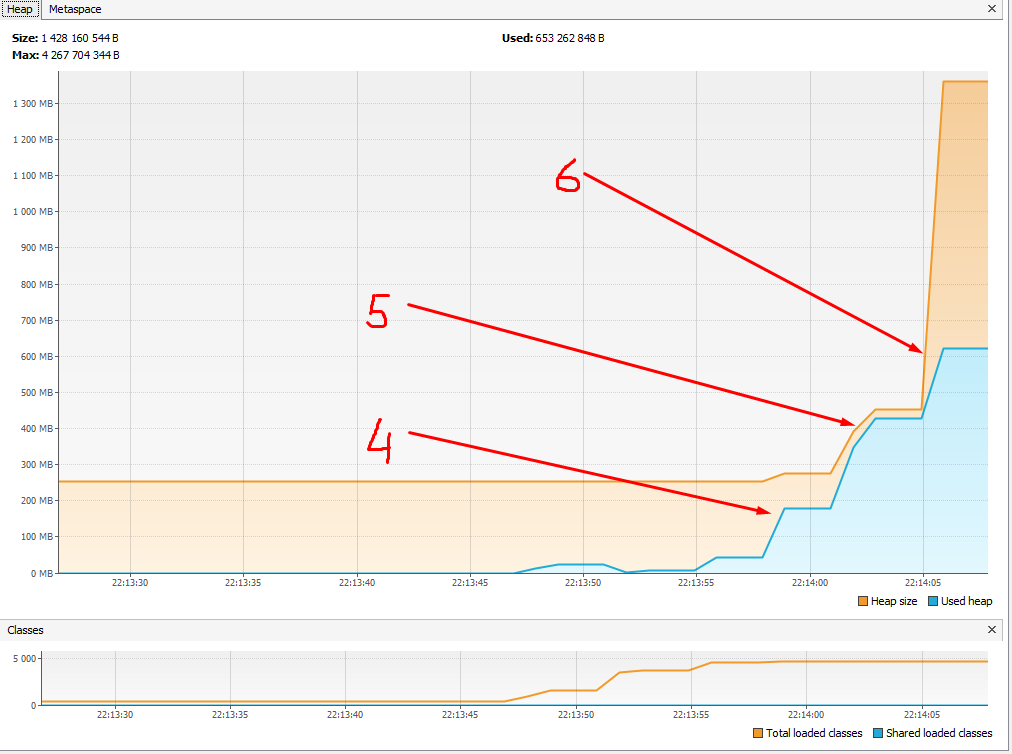 Heap Metaspace
Size: 1 428 160 544 B Used: 653 262 848 B
Max: 4 267 704 344 B
1 300 MB
1 200 MB
1 100 MB
6
1 000 MB
900 MB
800 MB
5
700 MB
600 MB
500 MB
400 MB
4
300 MB
200 MB
100 MB
0 MB
22:13:30 22:13:35 22:13:40 22:13:45 22:13:50 22:13:55 22:14:00 22:14:05
Heap size Used heap
Classes
5 000
0
22:13:30 22:13:35 22:13:40 22:13:45 22:13:50 22:13:55 22:14:00 22:14:05
Total loaded classes Shared loaded classes